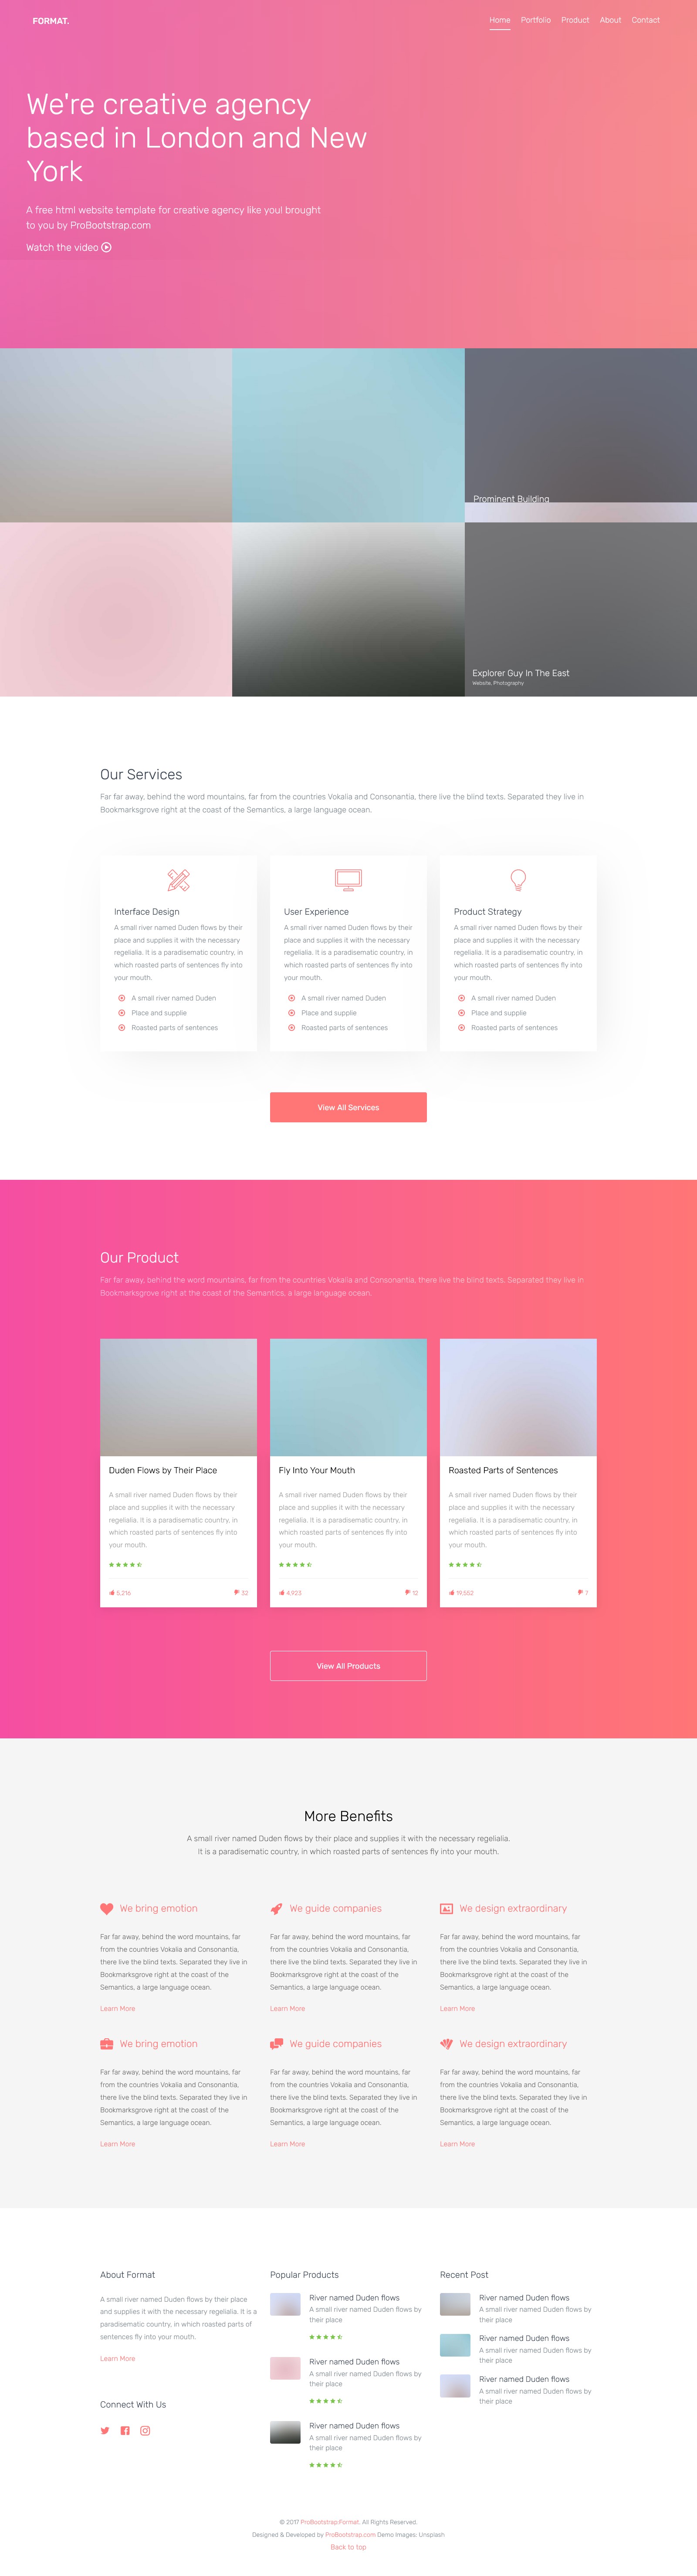 FORMAT.
Home Portfolio Product About Contact
We're creative agency
based in London and New
York
A free html website template for creative agency like you! brought
to you by ProBootstrap.com
Watch the video
Prominent Building
Explorer Guy In The East
Website, Photography
Our Services
Far far away, behind the word mountains, far from the countries Vokalia and Consonantia, there live the blind texts. Separated they live in
Bookmarksgrove right at the coast of the Semantics, a large language ocean.
Interface Design
A small river named Duden flows by their
place and supplies it with the necessary
regelialia. It is a paradisematic country, in
which roasted parts of sentences fly into
your mouth.
A small river named Duden
Place and supplie
Roasted parts of sentences
User Experience
A small river named Duden flows by their
place and supplies it with the necessary
regelialia. It is a paradisematic country, in
which roasted parts of sentences fly into
your mouth.
A small river named Duden
Place and supplie
Roasted parts of sentences
Product Strategy
A small river named Duden flows by their
place and supplies it with the necessary
regelialia. It is a paradisematic country, in
which roasted parts of sentences fly into
your mouth.
A small river named Duden
Place and supplie
Roasted parts of sentences
View All Services
Our Product
Far far away, behind the word mountains, far from the countries Vokalia and Consonantia, there live the blind texts. Separated they live in
Bookmarksgrove right at the coast of the Semantics, a large language ocean.
Duden Flows by Their Place
A small river named Duden flows by their
place and supplies it with the necessary
regelialia. It is a paradisematic country, in
which roasted parts of sentences fly into
your mouth.
5,216 32
Fly Into Your Mouth
A small river named Duden flows by their
place and supplies it with the necessary
regelialia. It is a paradisematic country, in
which roasted parts of sentences fly into
your mouth.
4,923 12
Roasted Parts of Sentences
A small river named Duden flows by their
place and supplies it with the necessary
regelialia. It is a paradisematic country, in
which roasted parts of sentences fly into
your mouth.
19,582 7
View All Products
More Benefits
A small river named Duden flows by their place and supplies it with the necessary regelialia.
It is a paradisematic country, in which roasted parts of sentences fly into your mouth.
We bring emotion
Far far away, behind the word mountains, far
from the countries Vokalia and Consonantia,
there live the blind texts. Separated they live in
Bookmarksgrove right at the coast of the
Semantics, a large language ocean.
Learn More
We guide companies
Far far away, behind the word mountains, far
from the countries Vokalia and Consonantia,
there live the blind texts. Separated they live in
Bookmarksgrove right at the coast of the
Semantics, a large language ocean.
Learn More
We design extraordinary
Far far away, behind the word mountains, far
from the countries Vokalia and Consonantia,
there live the blind texts. Separated they live in
Bookmarksgrove right at the coast of the
Semantics, a large language ocean.
Learn More
We bring emotion
Far far away, behind the word mountains, far
from the countries Vokalia and Consonantia,
there live the blind texts. Separated they live in
Bookmarksgrove right at the coast of the
Semantics, a large language ocean.
Learn More
We guide companies
Far far away, behind the word mountains, far
from the countries Vokalia and Consonantia,
there live the blind texts. Separated they live in
Bookmarksgrove right at the coast of the
Semantics, a large language ocean.
Learn More
We design extraordinary
Far far away, behind the word mountains, far
from the countries Vokalia and Consonantia,
there live the blind texts. Separated they live in
Bookmarksgrove right at the coast of the
Semantics, a large language ocean.
Learn More
About Format
A small river named Duden flows by their place
and supplies it with the necessary regelialia. It is a
paradisematic country, in which roasted parts of
sentences fly into your mouth.
Learn More
Connect With Us
Popular Products
River named Duden flows
A small river named Duden flows by
their place
River named Duden flows
A small river named Duden flows by
their place
River named Duden flows
A small river named Duden flows by
their place
Recent Post
River named Duden flows
A small river named Duden flows by
their place
River named Duden flows
A small river named Duden flows by
their place
River named Duden flows
A small river named Duden flows by
their place
© 2017 ProBootstrap:Format. All Rights Reserved.
Designed & Developed by ProBootstrap.com Demo Images: Unsplash
Back to top